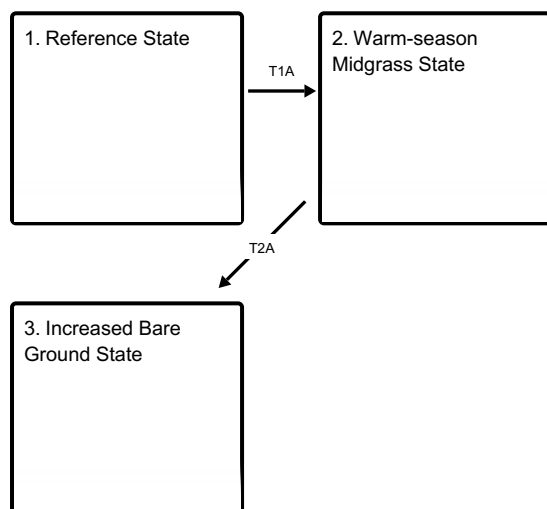 1. Reference State
T1A
2. Warm-season
Midgrass State
T2A
3. Increased Bare
Ground State